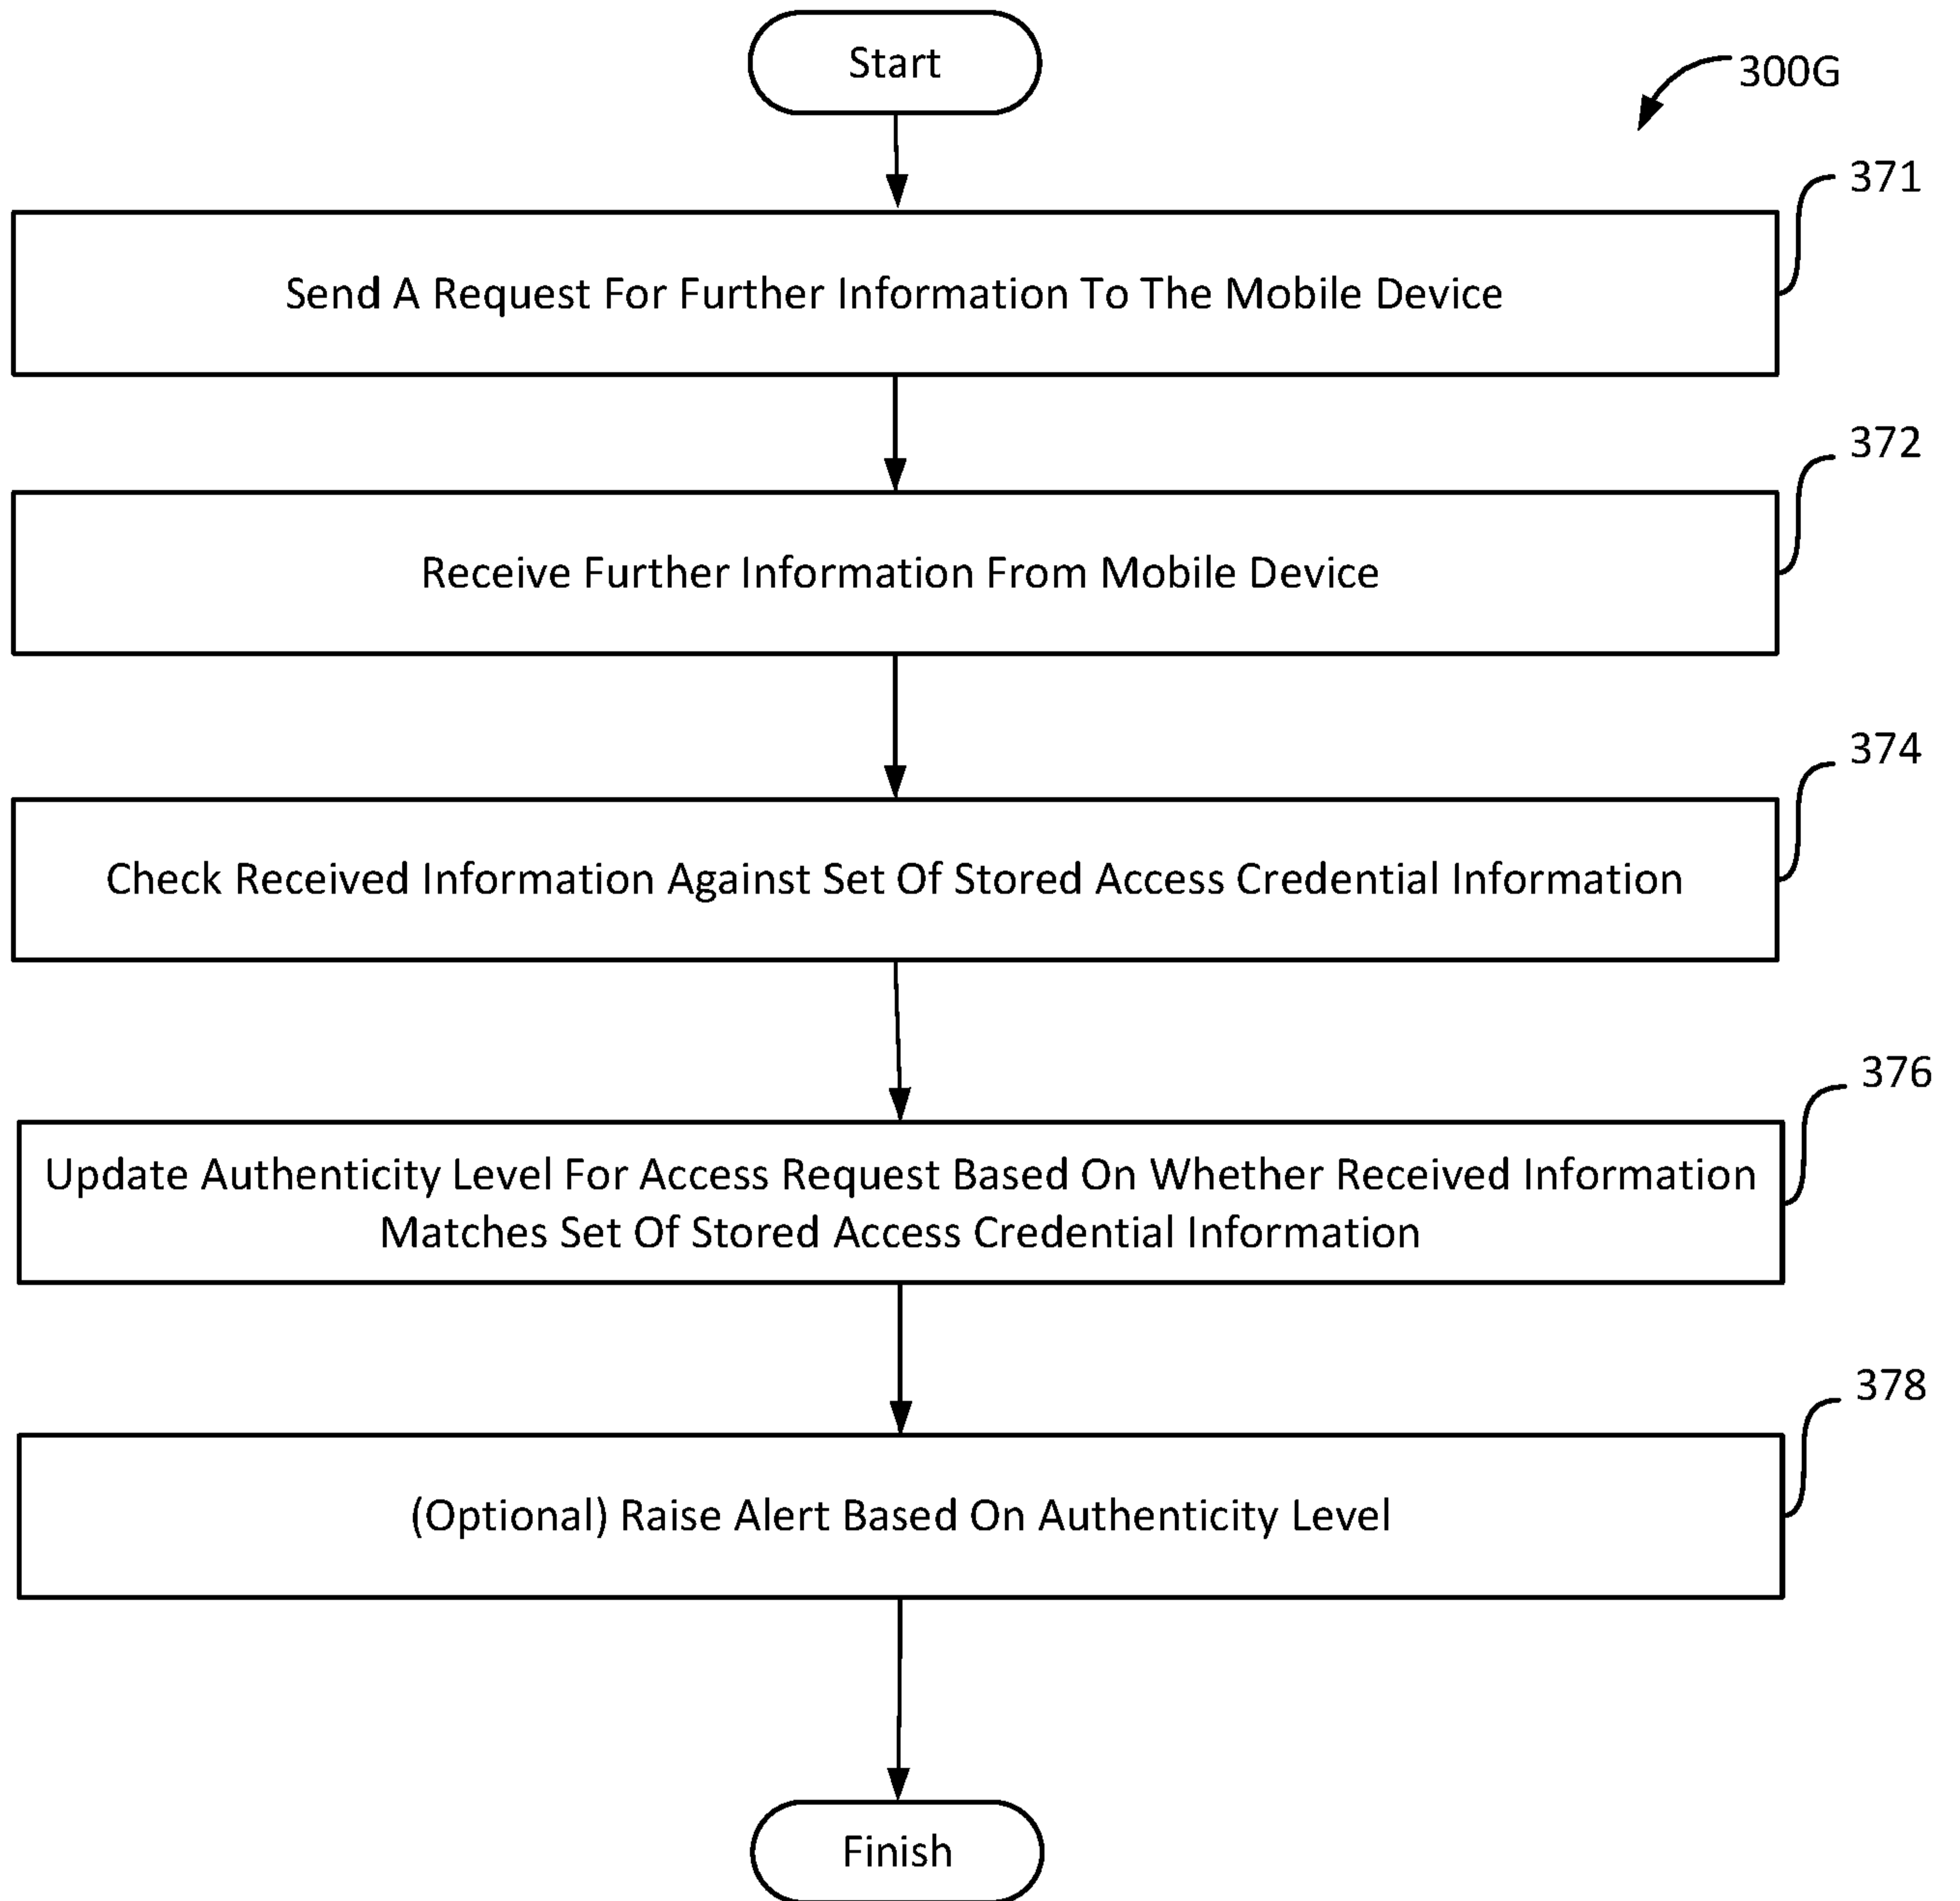 Start
300G
371
Send A Request For Further Information To The Mobile Device
372
Receive Further Information From Mobile Device
374
Check Received Information Against Set Of Stored Access Credential Information
376
Update Authenticity Level For Access Request Based On Whether Received Information
Matches Set Of Stored Access Credential Information
378
(Optional) Raise Alert Based On Authenticity Level
Finish